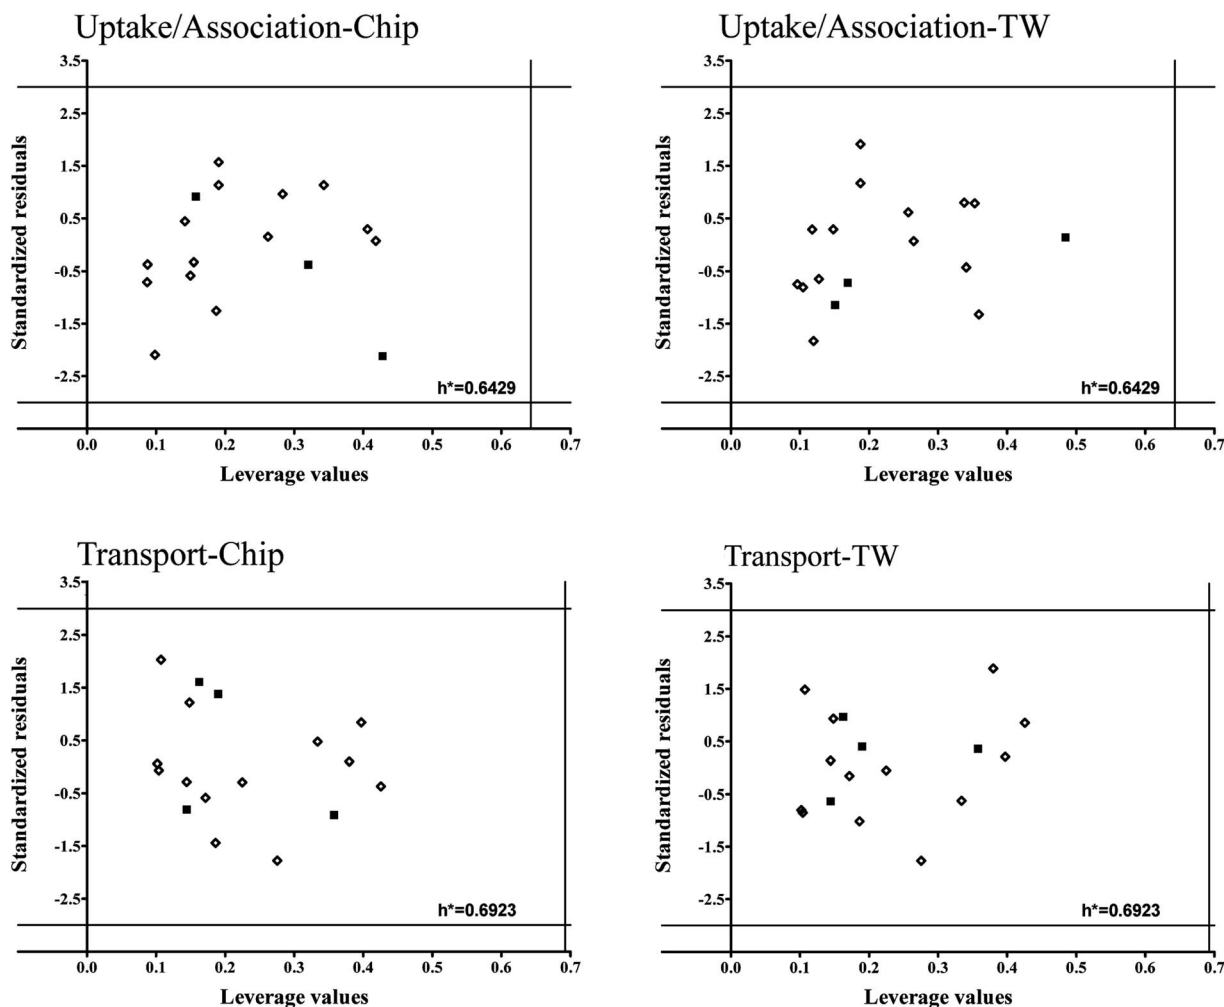 Uptake/Association-Chip
3.5
2.5
1.5
0.5
-0.5
-1.5
-2.5
Standardized residuals
h*=0.6429
0.0 0.1 0.2 0.3 0.4 0.5 0.6 0.7
Leverage values
Uptake/Association-TW
3.5
2.5
1.5
0.5
-0.5
-1.5
-2.5
Standardized residuals
h*=0.6429
0.0 0.1 0.2 0.3 0.4 0.5 0.6 0.7
Leverage values
Transport-Chip
3.5
2.5
1.5
0.5
-0.5
-1.5
-2.5
Standardized residuals
h*=0.6923
0.0 0.1 0.2 0.3 0.4 0.5 0.6 0.7
Leverage values
Transport-TW
3.5
2.5
1.5
0.5
-0.5
-1.5
-2.5
Standardized residuals
h*=0.6923
0.0 0.1 0.2 0.3 0.4 0.5 0.6 0.7
Leverage values